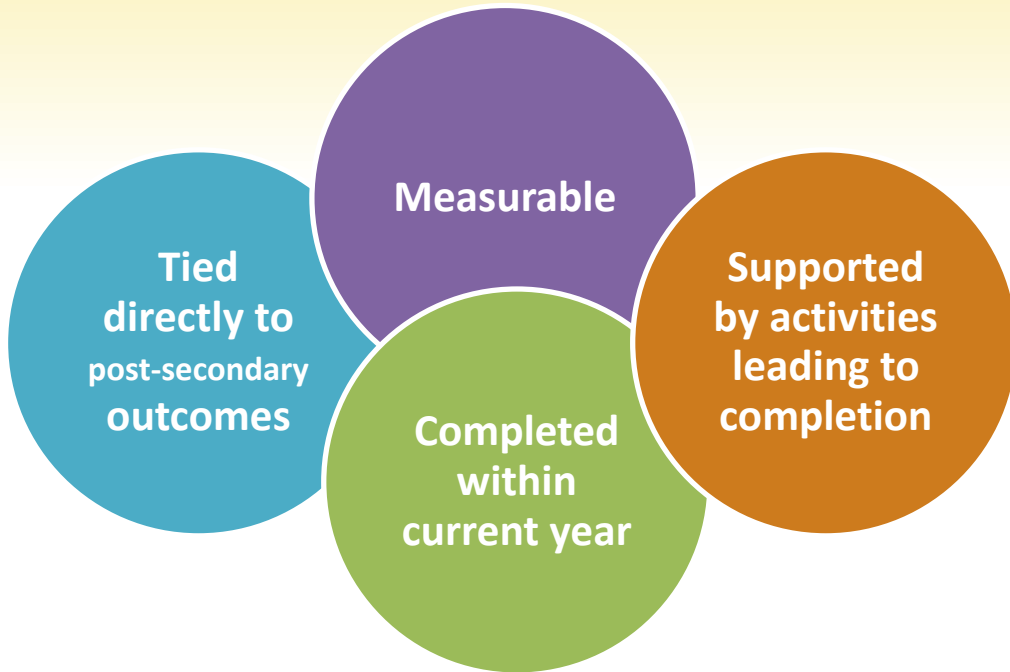 Measurable
Tied
directly to
post-secondary
outcomes
Supported
by activities
leading to
completion
Completed
within
current year